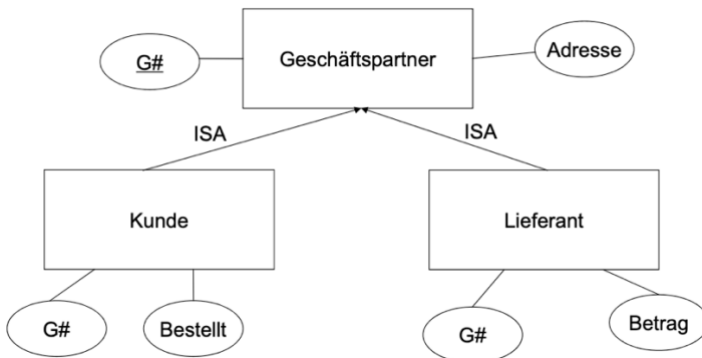 G#
Geschäftspartner
Adresse
ISA
ISA
Kunde
Lieferant
G#
Bestellt
G#
Betrag